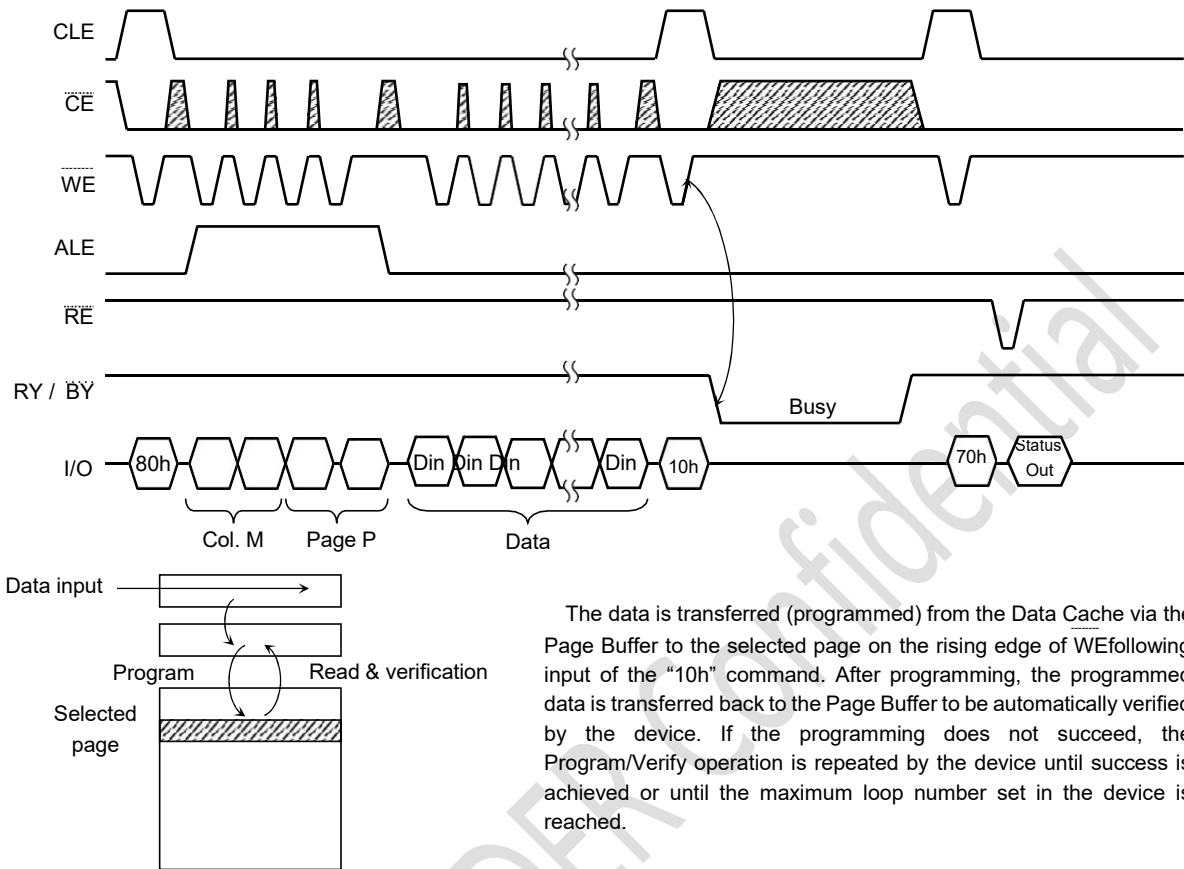 CLE
CE
WE
ALE
RE
RY / BY
Busy
I/O
80h
Din
Din
Din
Din
10h
70h
Status
Out
Col. M
Page P
Data
Data input
Program
Read & verification
Selected
page
The data is transferred (programmed) from the Data Cache via the
Page Buffer to the selected page on the rising edge of WEfollowing
input of the “10h” command. After programming, the programmed
data is transferred back to the Page Buffer to be automatically verified
by the device. If the programming does not succeed, the
Program/Verify operation is repeated by the device until success is
achieved or until the maximum loop number set in the device is
reached.
DER Confidential